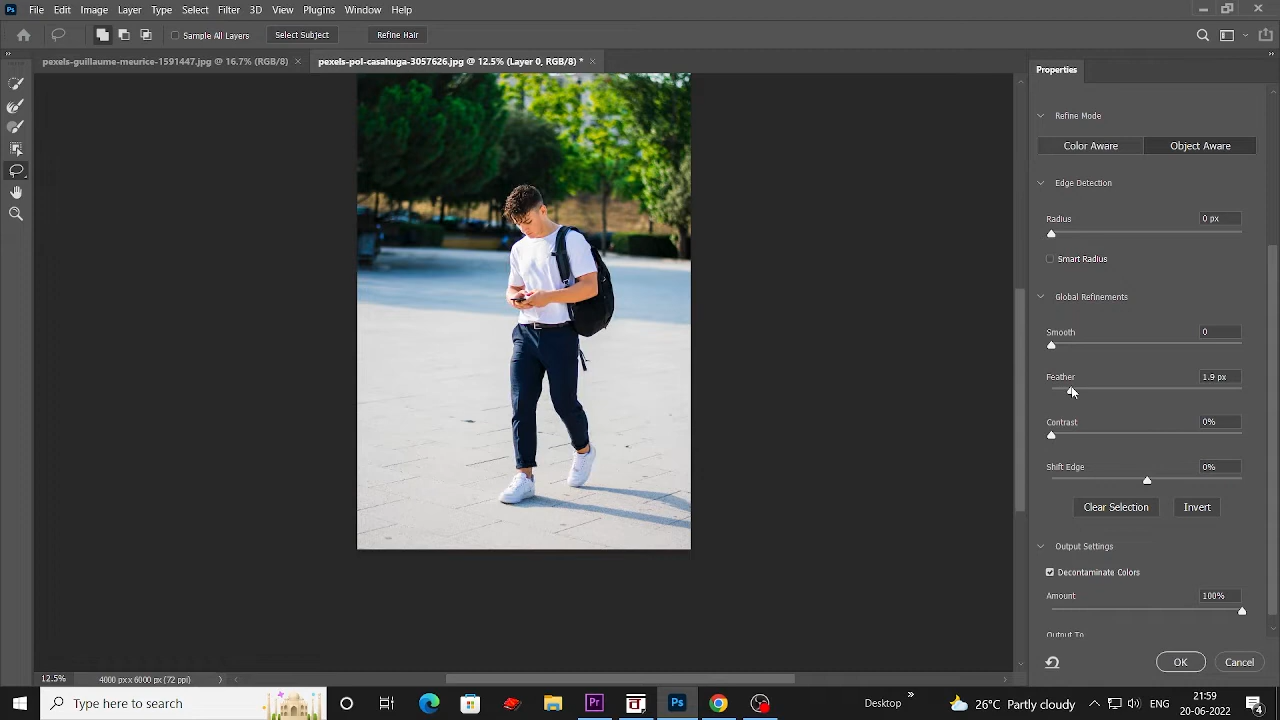 Ps File Edit Image Layer Type Select Filter 3D View Plugins Window Help
Sample All Layers Select Subject Refine Hair
pexels-guillaume-meurice-1591447.jpg @ 16.7% (RGB/8) × pexels-pol-casahuga-3057626.jpg @ 12.5% (Layer 0, RGB/8) * ×
Properties
Refine Mode
Color Aware Object Aware
Edge Detection
Radius 0 px
Smart Radius
Global Refinements
Smooth 0
Feather 1.9 px
Contrast 0%
Shift Edge 0%
Clear Selection Invert
Output Settings
Decontaminate Colors
Amount 100%
Output To
OK Cancel
12.5% 4000 px x 6000 px (72 ppi)
Type here to search Pr Ps Desktop 28°C Partly cloudy ENG 21:59
20-06-2022 4